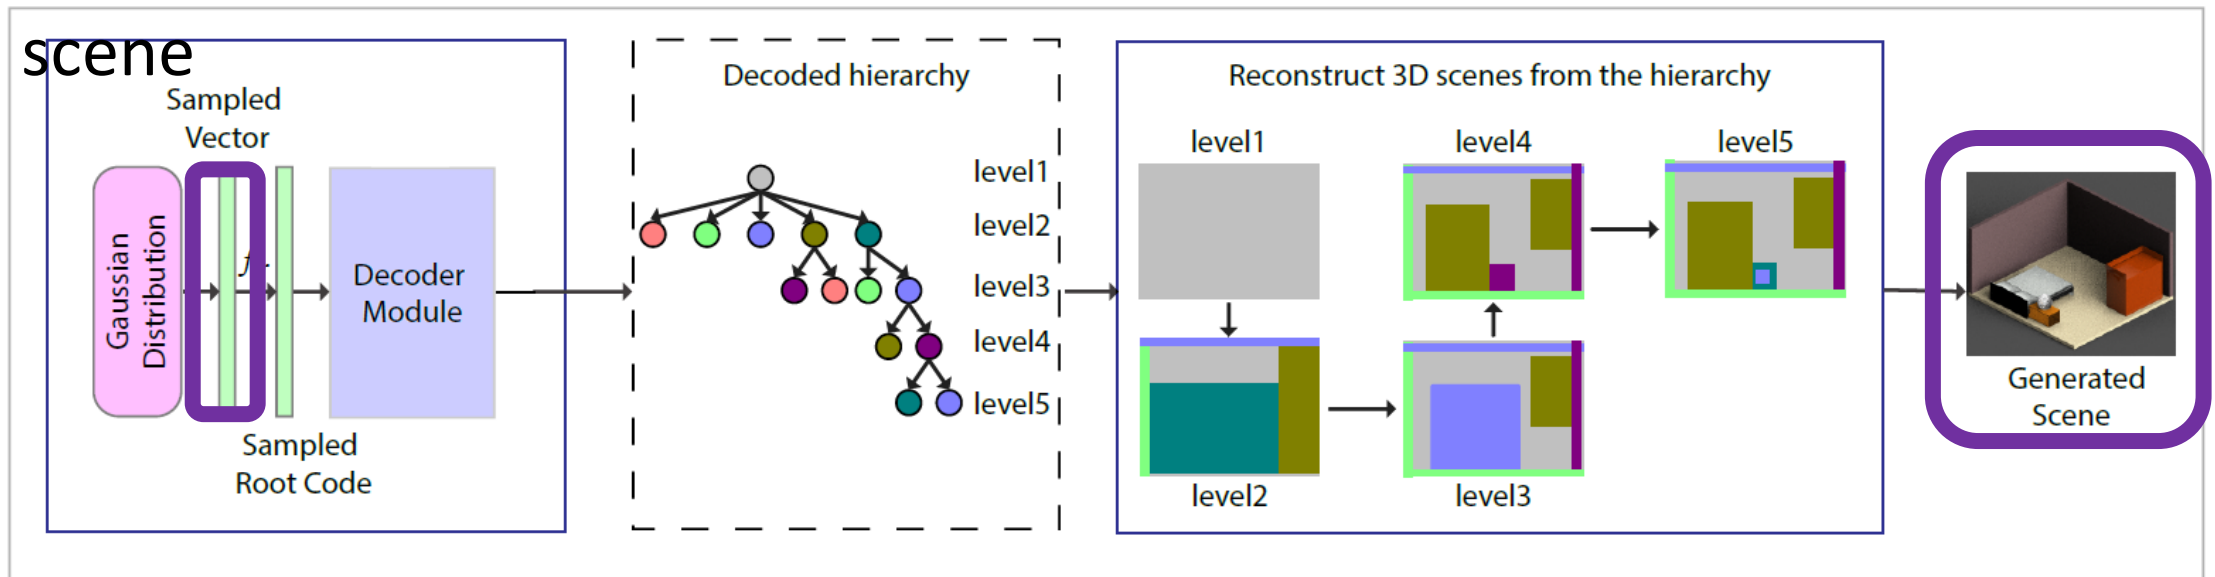 scene
Sampled
Vector
Gaussian
Distribution
Decoder
Module
Sampled
Root Code
Decoded hierarchy
level1
level2
level3
level4
level5
Reconstruct 3D scenes from the hierarchy
level1
level4
level5
level2
level3
Generated
Scene